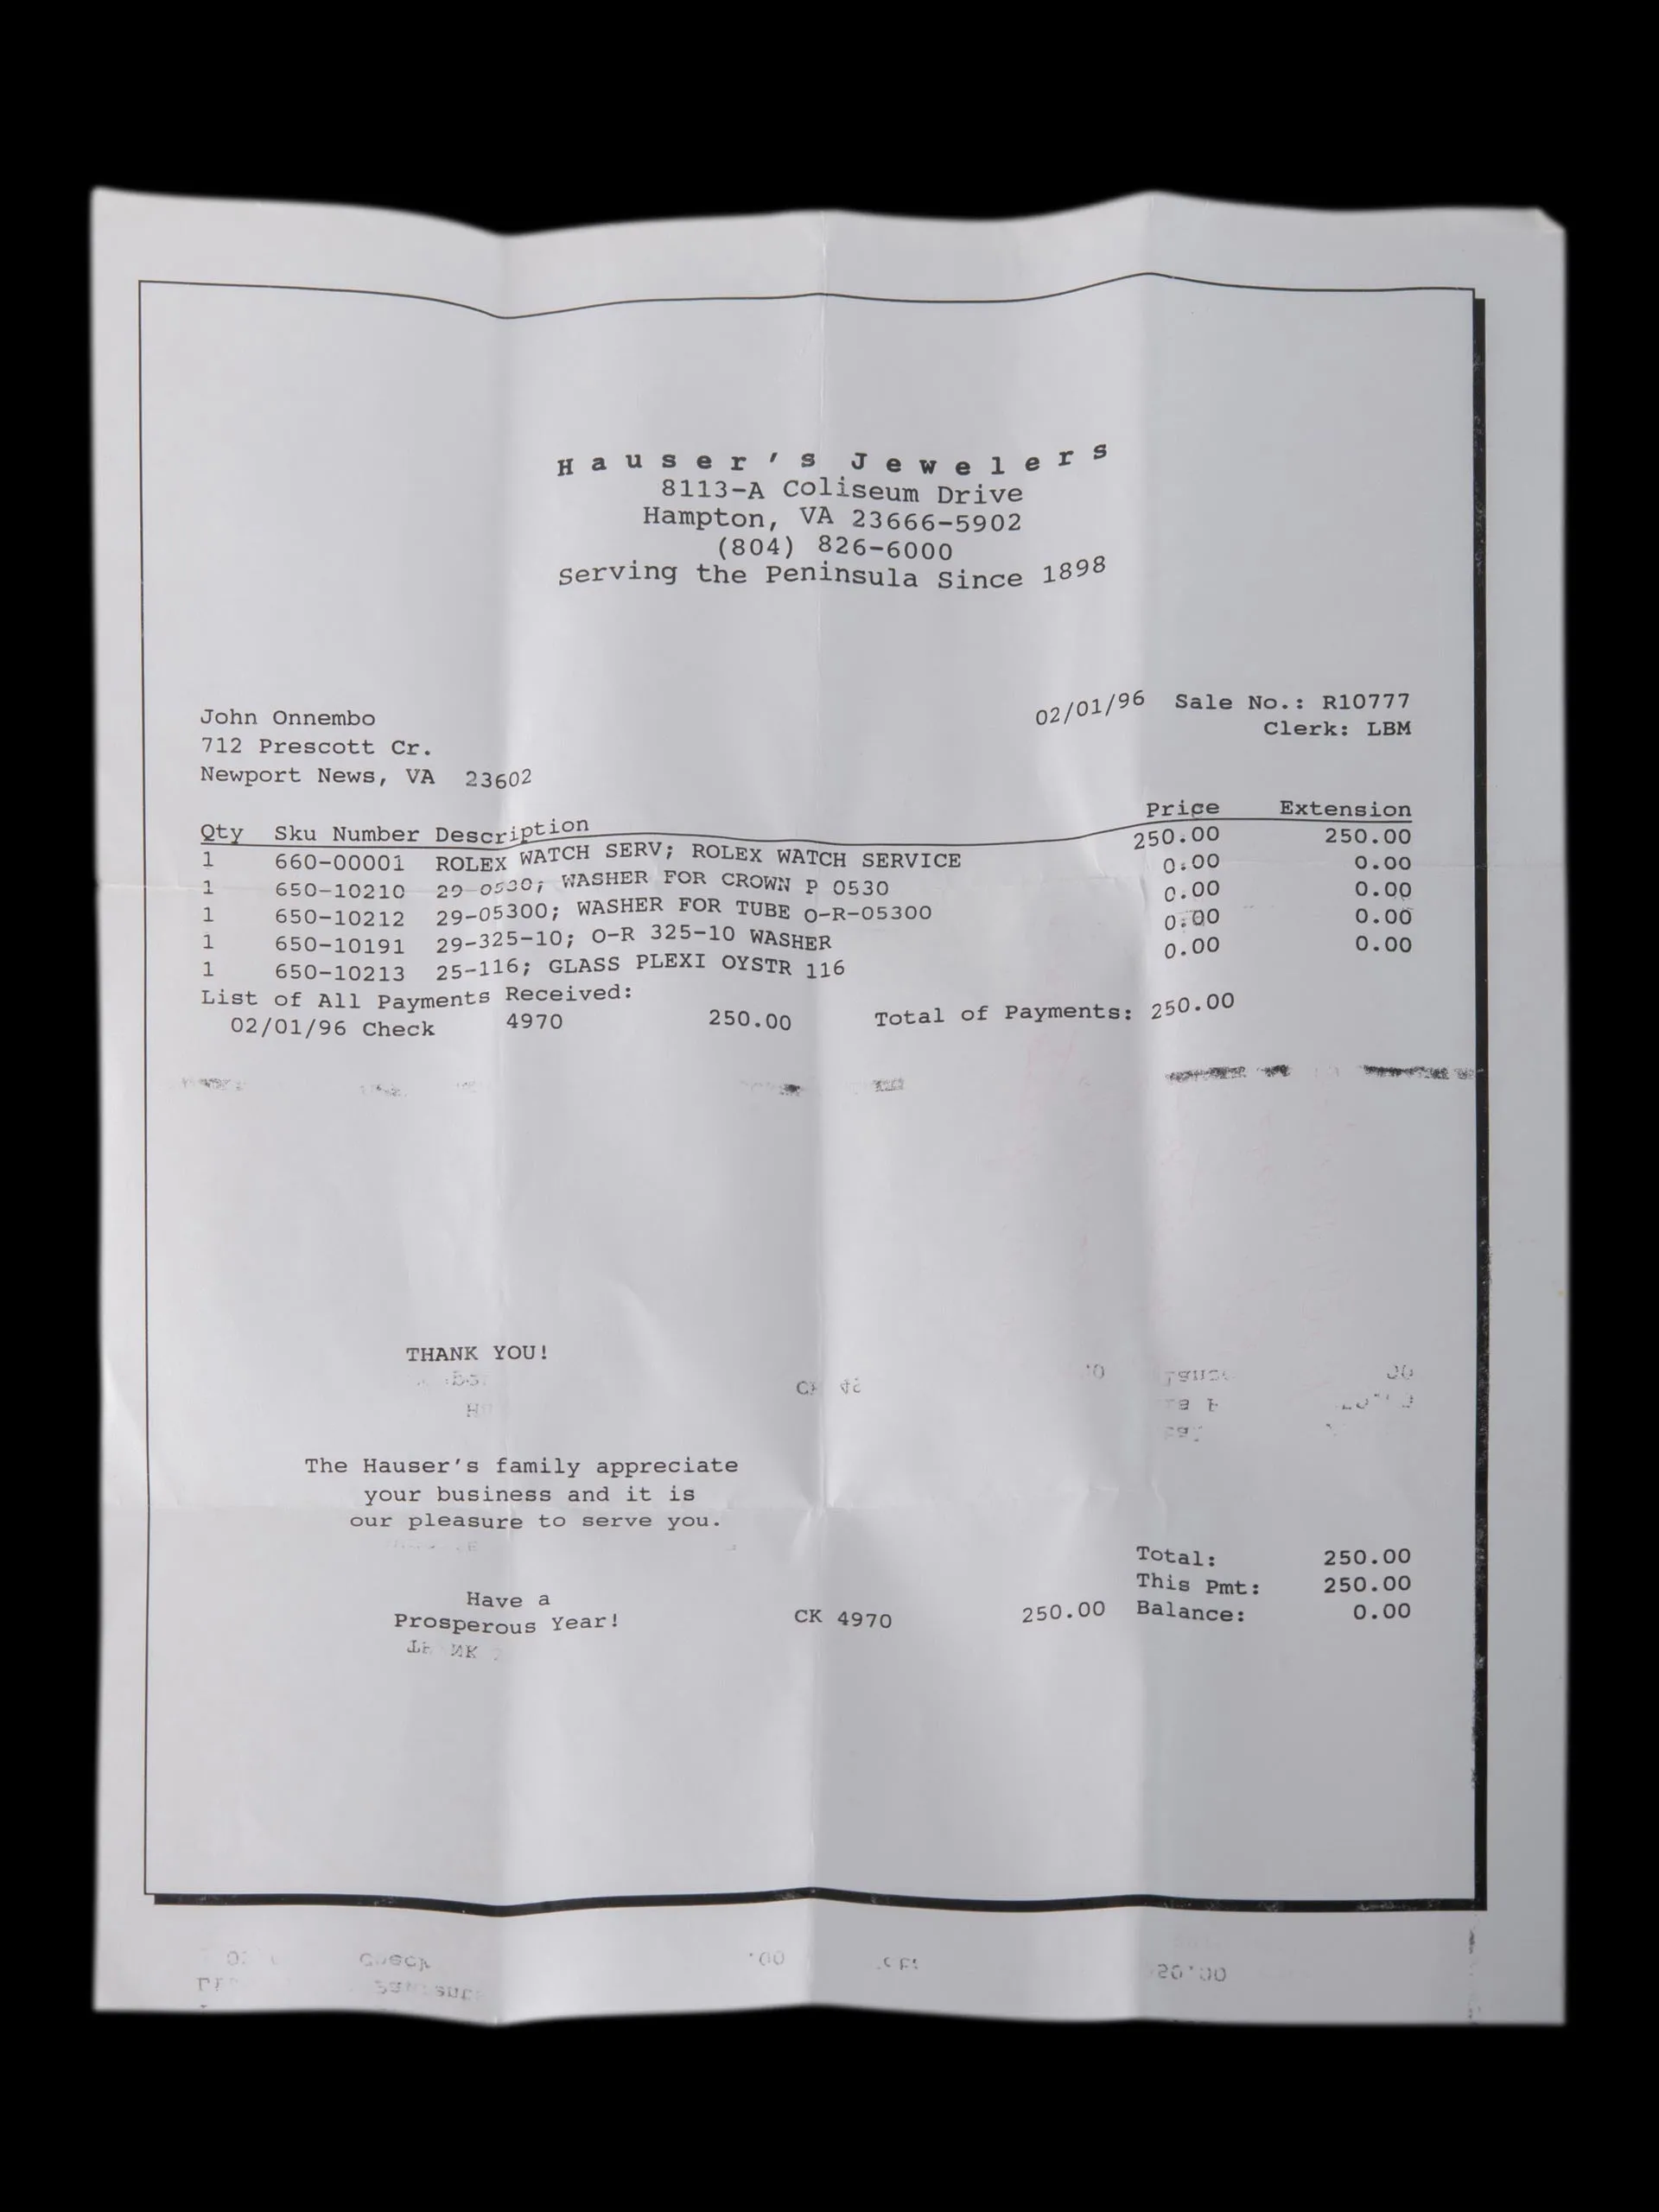 Hauser's Jewelers
8113-A Coliseum Drive
Hampton, VA 23666-5902
(804) 826-6000
Serving the Peninsula Since 1898
John Onnembo
712 Prescott Cr.
Newport News, VA 23602
02/01/96 Sale No.: R10777
Clerk: LBM
Qty Sku Number Description Price Extension
1 660-00001 ROLEX WATCH SERV; ROLEX WATCH SERVICE 250.00 250.00
1 650-10210 29-0530; WASHER FOR CROWN P 0530 0.00 0.00
1 650-10212 29-05300; WASHER FOR TUBE O-R-05300 0.00 0.00
1 650-10191 29-325-10; O-R 325-10 WASHER 0.00 0.00
1 650-10213 25-116; GLASS PLEXI OYSTR 116 0.00 0.00
List of All Payments Received:
02/01/96 Check 4970 250.00 Total of Payments: 250.00
THANK YOU!
The Hauser's family appreciate
your business and it is
our pleasure to serve you.
Have a
Prosperous Year!
Total: 250.00
This Pmt: 250.00
CK 4970 250.00 Balance: 0.00